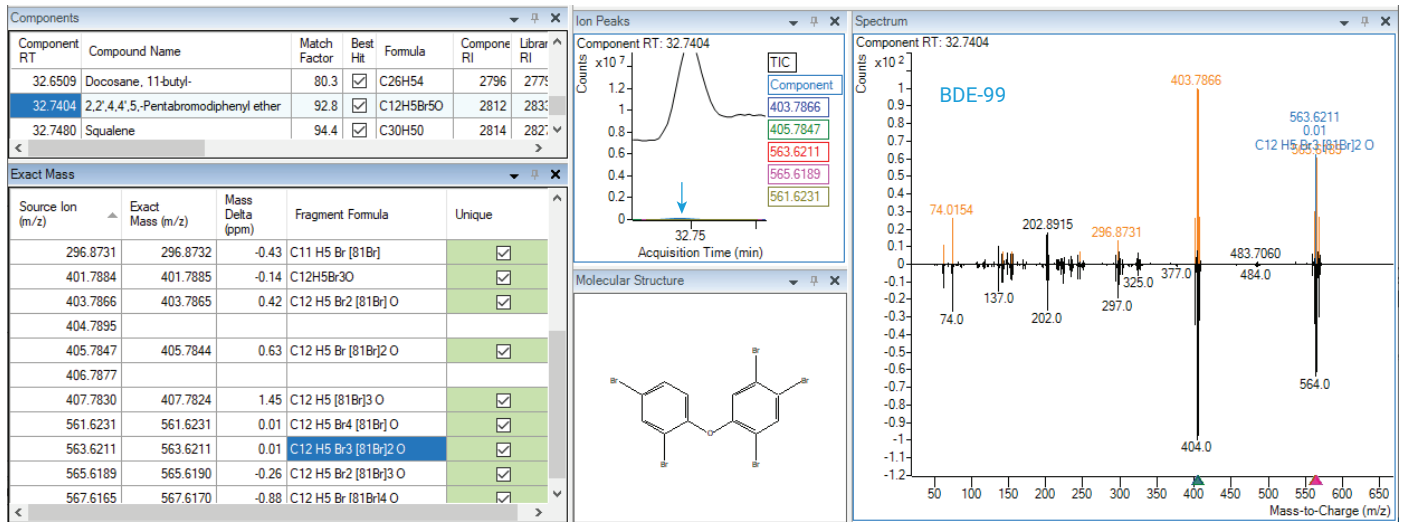 Components
Component RT Compound Name Match Factor Best Hit Formula Compone RI Librar RI
32.6509 Docosane, 11-butyl- 80.3 C26H54 2796 2779
32.7404 2,2',4,4',5,-Pentabromodiphenyl ether 92.8 C12H5Br5O 2812 2833
32.7480 Squalene 94.4 C30H50 2814 2827
Exact Mass
Source Ion (m/z) Exact Mass (m/z) Mass Delta (ppm) Fragment Formula Unique
296.8731 296.8732 -0.43 C11 H5 Br [81Br]
401.7884 401.7885 -0.14 C12H5Br3O
403.7866 403.7865 0.42 C12 H5 Br2 [81Br] O
404.7895
405.7847 405.7844 0.63 C12 H5 Br [81Br]2 O
406.7877
407.7830 407.7824 1.45 C12 H5 [81Br]3 O
561.6231 561.6231 0.01 C12 H5 Br4 [81Br] O
563.6211 563.6211 0.01 C12 H5 Br3 [81Br]2 O
565.6189 565.6190 -0.26 C12 H5 Br2 [81Br]3 O
567.6165 567.6170 -0.88 C12 H5 Br [81Br]4 O
Ion Peaks
Component RT: 32.7404
Counts
x10 7
1.2
1
0.8
0.6
0.4
0.2
0
32.75
Acquisition Time (min)
TIC
Component
403.7866
405.7847
563.6211
565.6189
561.6231
Molecular Structure
Br
Br
Br
O
Br
Br
Spectrum
Component RT: 32.7404
Counts
x10 2
BDE-99
403.7866
563.6211
0.01
C12 H5 Br3 [81Br]2 O
565.6189
74.0154
202.8915
296.8731
483.7060
74.0
137.0
202.0
297.0
325.0
377.0
404.0
484.0
564.0
1
0.9
0.8
0.7
0.6
0.5
0.4
0.3
0.2
0.1
0
-0.1
-0.2
-0.3
-0.4
-0.5
-0.6
-0.7
-0.8
-0.9
-1
-1.1
-1.2
50 100 150 200 250 300 350 400 450 500 550 600 650
Mass-to-Charge (m/z)